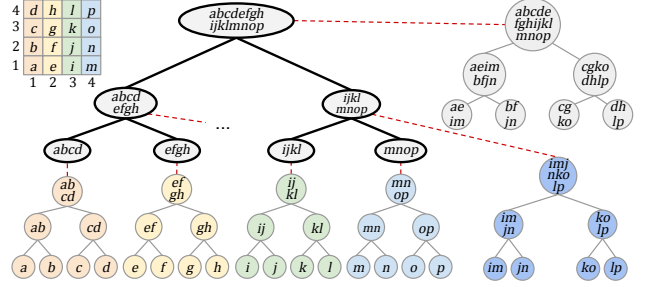 4 d h l p
3 c g k o
2 b f j n
1 a e i m
1 2 3 4
abcdefgh
ijklmnop
abcde
fghijkl
mnop
aeim
bfjn
cgko
dhlp
ae
im
bf
jn
cg
ko
dh
lp
abcd
efgh
...
ijkl
mnop
abcd
efgh
ijkl
mnop
ab
cd
ef
gh
ij
kl
mn
op
imj
nko
lp
ab
cd
ef
gh
ij
kl
mn
op
im
jn
ko
lp
a b c d e f g h i j k l m n o p
im jn ko lp